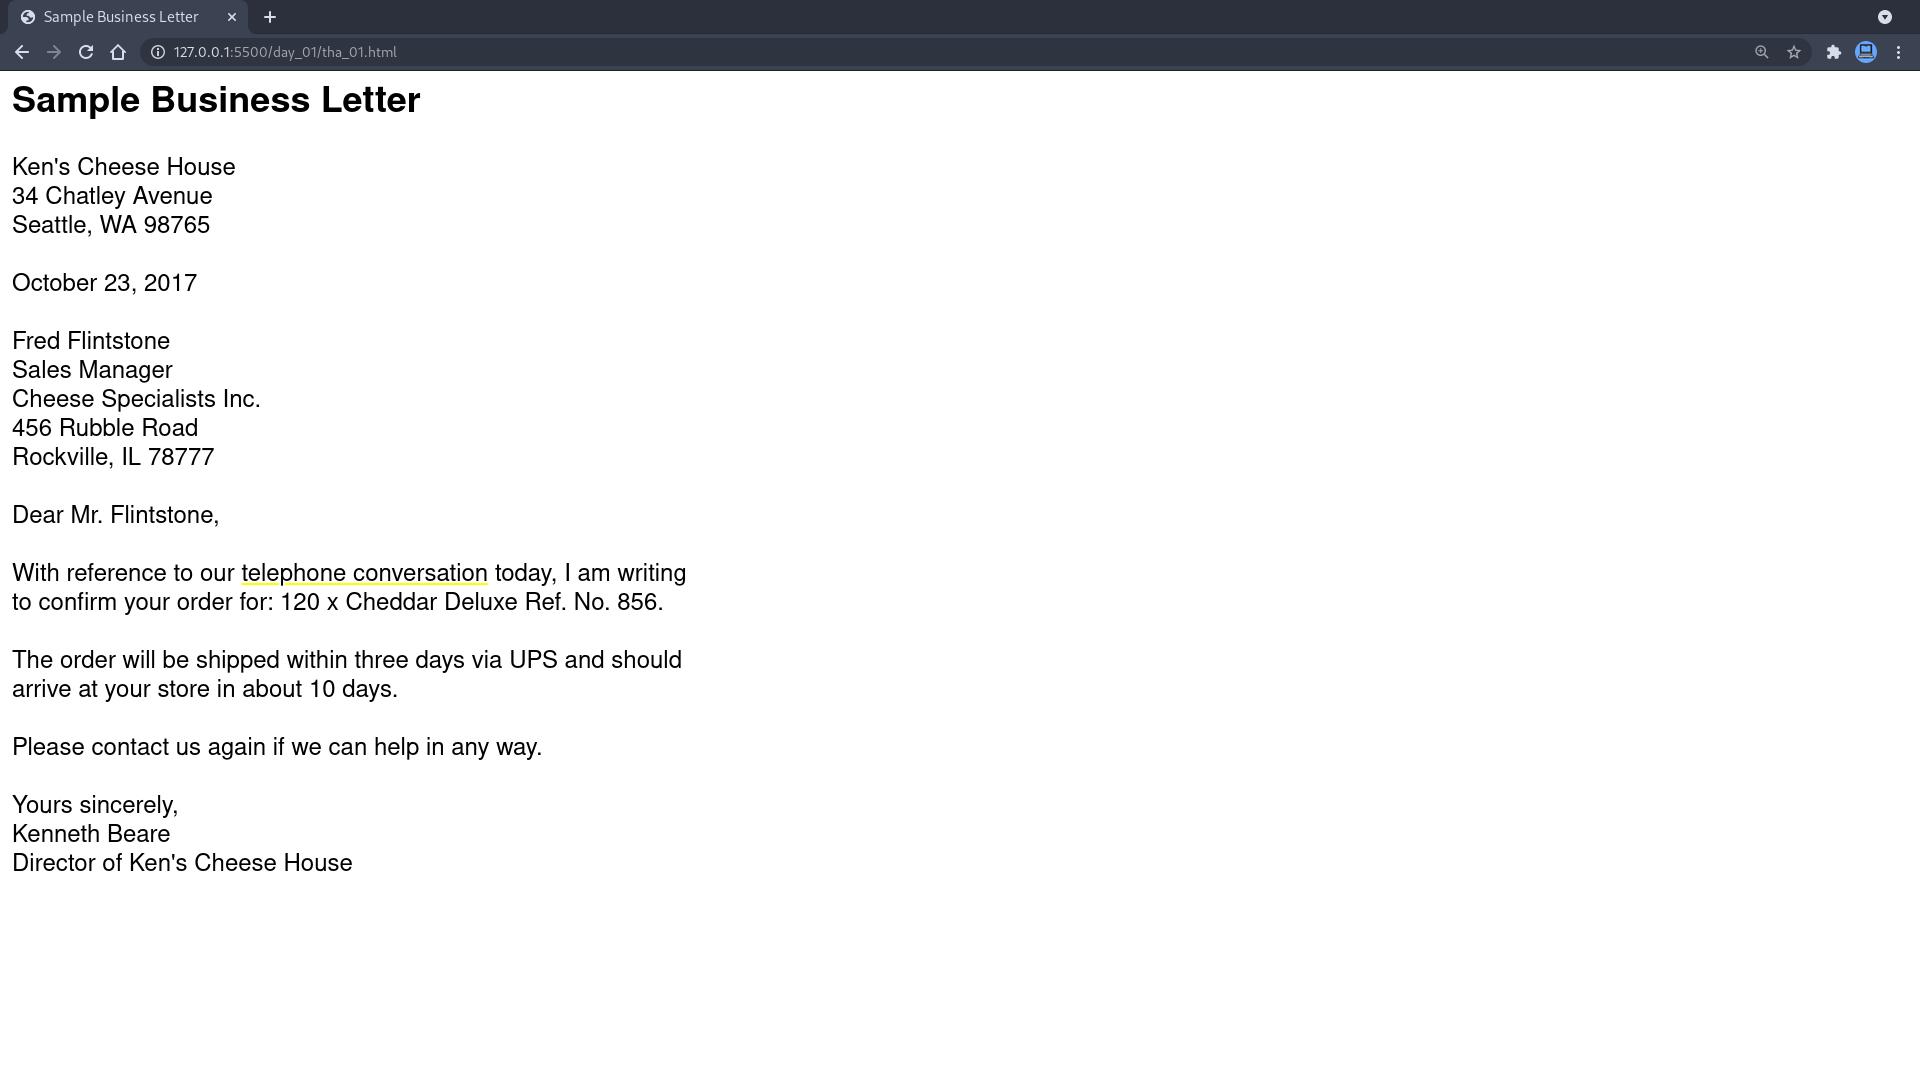 Sample Business Letter
127.0.0.1:5500/day_01/tha_01.html
Sample Business Letter
Ken's Cheese House
34 Chatley Avenue
Seattle, WA 98765
October 23, 2017
Fred Flintstone
Sales Manager
Cheese Specialists Inc.
456 Rubble Road
Rockville, IL 78777
Dear Mr. Flintstone,
With reference to our telephone conversation today, I am writing
to confirm your order for: 120 x Cheddar Deluxe Ref. No. 856.
The order will be shipped within three days via UPS and should
arrive at your store in about 10 days.
Please contact us again if we can help in any way.
Yours sincerely,
Kenneth Beare
Director of Ken's Cheese House